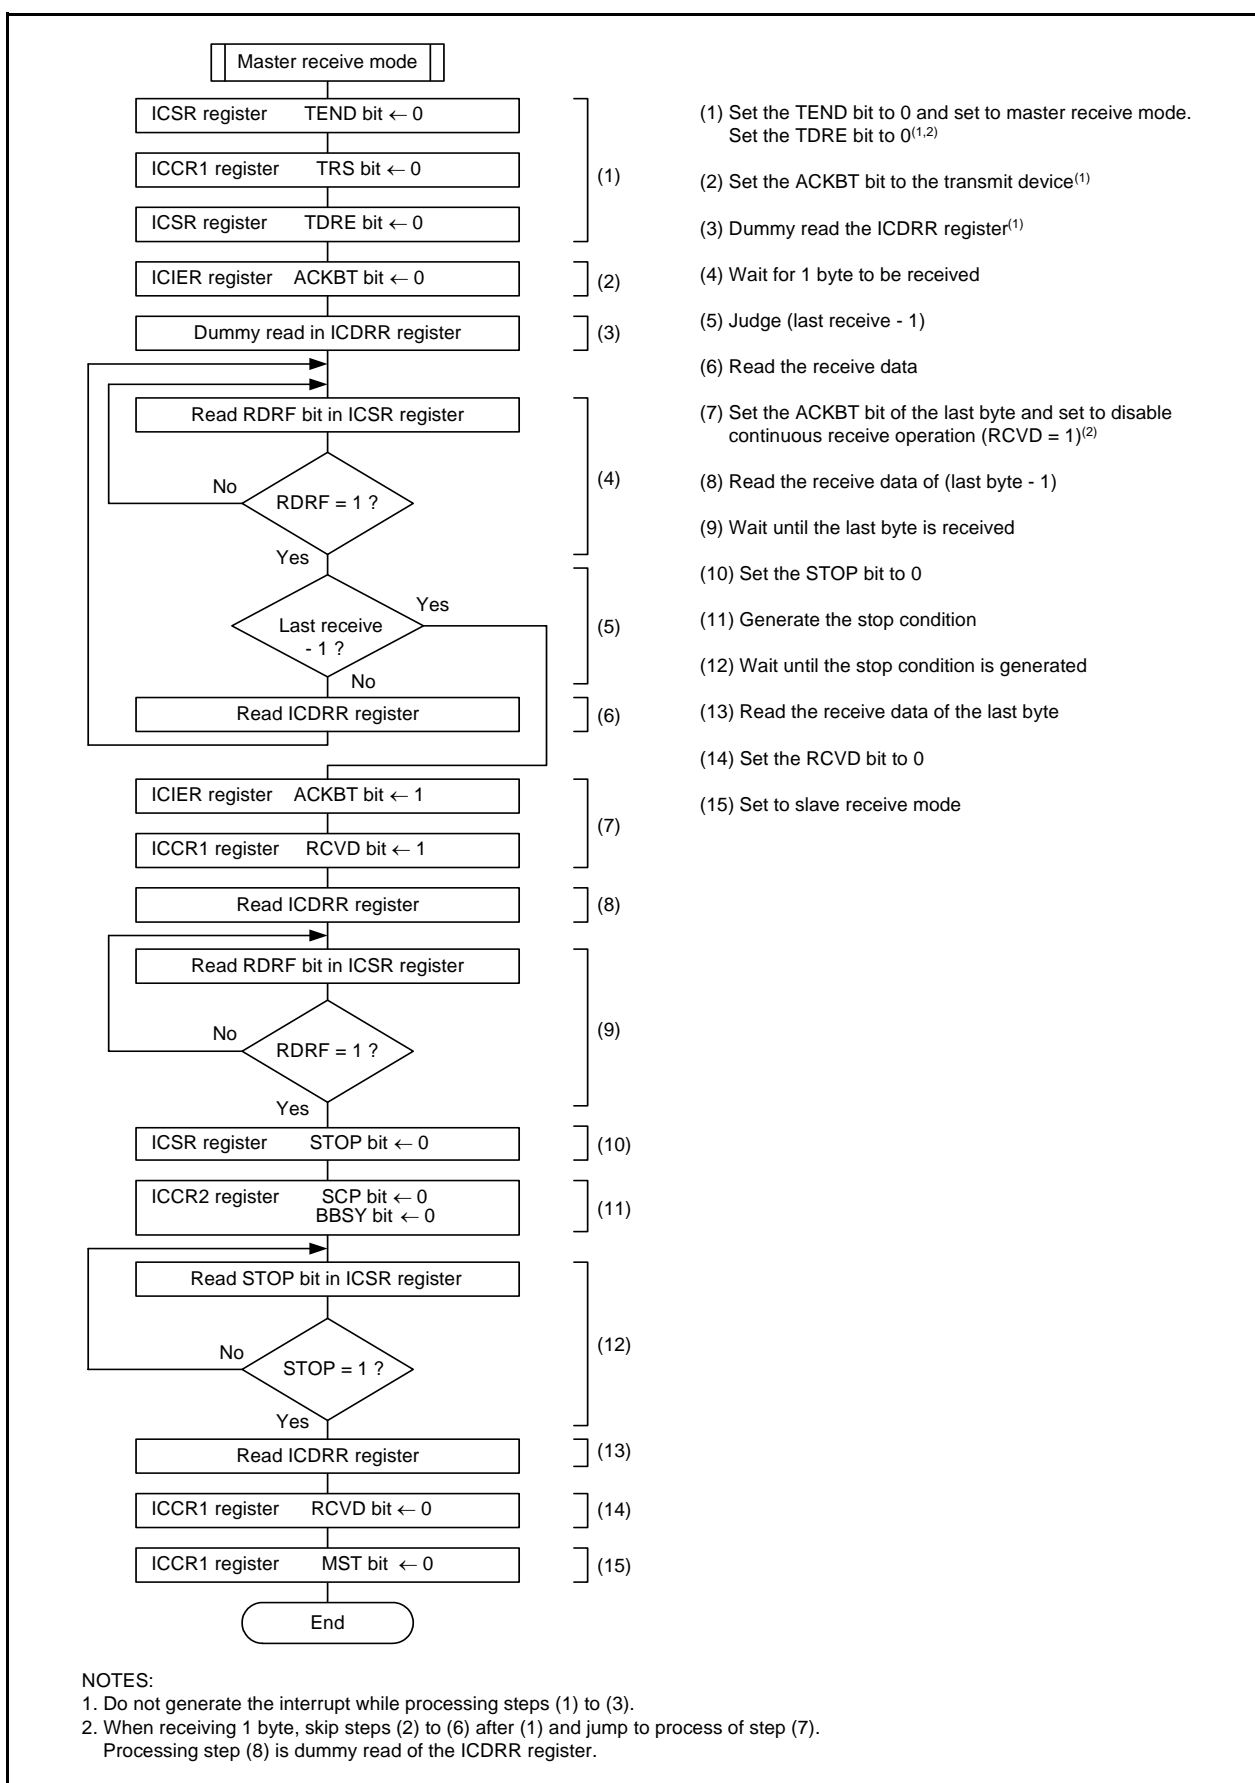 Master receive mode
ICSR register TEND bit ← 0
ICCR1 register TRS bit ← 0
ICSR register TDRE bit ← 0
(1)
ICIER register ACKBT bit ← 0
(2)
Dummy read in ICDRR register
(3)
Read RDRF bit in ICSR register
No
RDRF = 1 ?
(4)
Yes
Last receive
- 1 ?
Yes
(5)
No
Read ICDRR register
(6)
ICIER register ACKBT bit ← 1
ICCR1 register RCVD bit ← 1
(7)
Read ICDRR register
(8)
Read RDRF bit in ICSR register
No
RDRF = 1 ?
(9)
Yes
ICSR register STOP bit ← 0
(10)
ICCR2 register SCP bit ← 0
BBSY bit ← 0
(11)
Read STOP bit in ICSR register
No
STOP = 1 ?
(12)
Yes
Read ICDRR register
(13)
ICCR1 register RCVD bit ← 0
(14)
ICCR1 register MST bit ← 0
(15)
End
(1) Set the TEND bit to 0 and set to master receive mode.
Set the TDRE bit to 0(1,2)
(2) Set the ACKBT bit to the transmit device(1)
(3) Dummy read the ICDRR register(1)
(4) Wait for 1 byte to be received
(5) Judge (last receive - 1)
(6) Read the receive data
(7) Set the ACKBT bit of the last byte and set to disable
continuous receive operation (RCVD = 1)(2)
(8) Read the receive data of (last byte - 1)
(9) Wait until the last byte is received
(10) Set the STOP bit to 0
(11) Generate the stop condition
(12) Wait until the stop condition is generated
(13) Read the receive data of the last byte
(14) Set the RCVD bit to 0
(15) Set to slave receive mode
NOTES:
1. Do not generate the interrupt while processing steps (1) to (3).
2. When receiving 1 byte, skip steps (2) to (6) after (1) and jump to process of step (7).
Processing step (8) is dummy read of the ICDRR register.